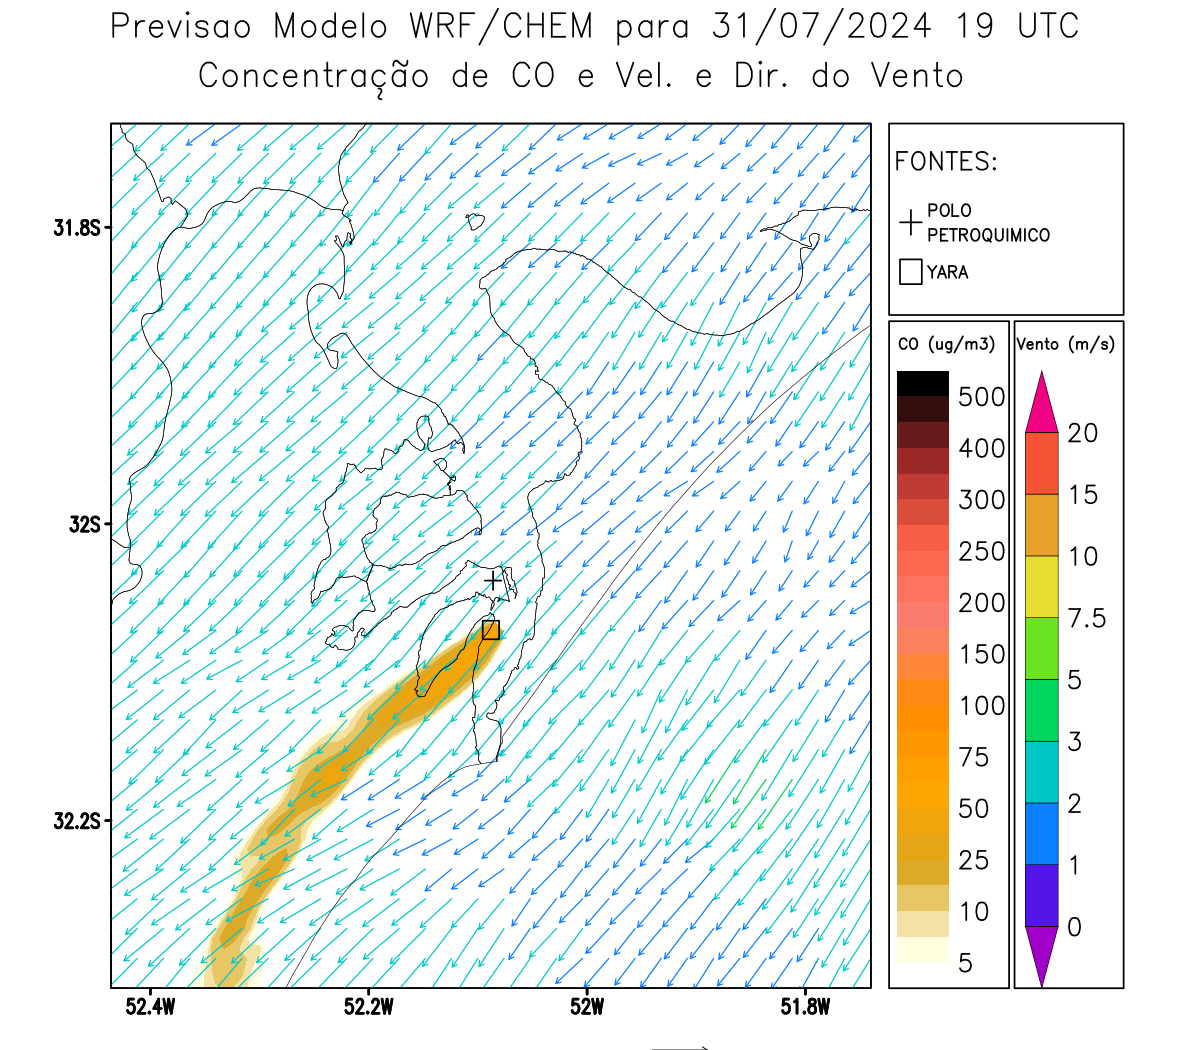 Previsao Modelo WRF/CHEM para 31/07/2024 19 UTC
Concentração de CO e Vel. e Dir. do Vento
FONTES:
POLO
PETROQUIMICO
YARA
31.8S
32S
32.2S
52.4W
52.2W
52W
51.8W
CO (ug/m3)
500
400
300
250
200
150
100
75
50
25
10
5
Vento (m/s)
20
15
10
7.5
5
3
2
1
0